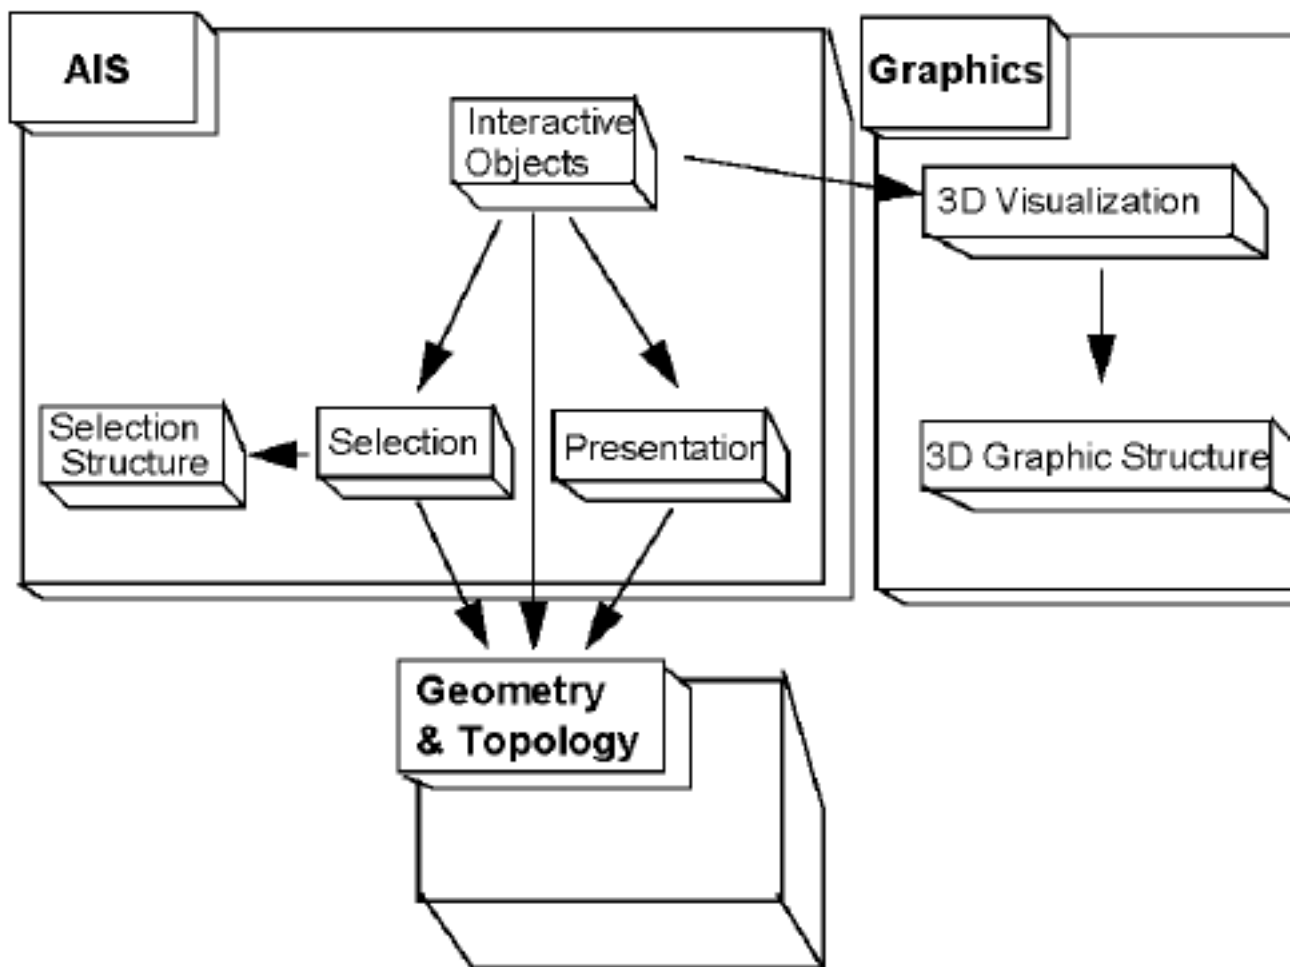 AIS
Graphics
Interactive
Objects
3D Visualization
Selection
Structure
Selection
Presentation
3D Graphic Structure
Geometry
& Topology